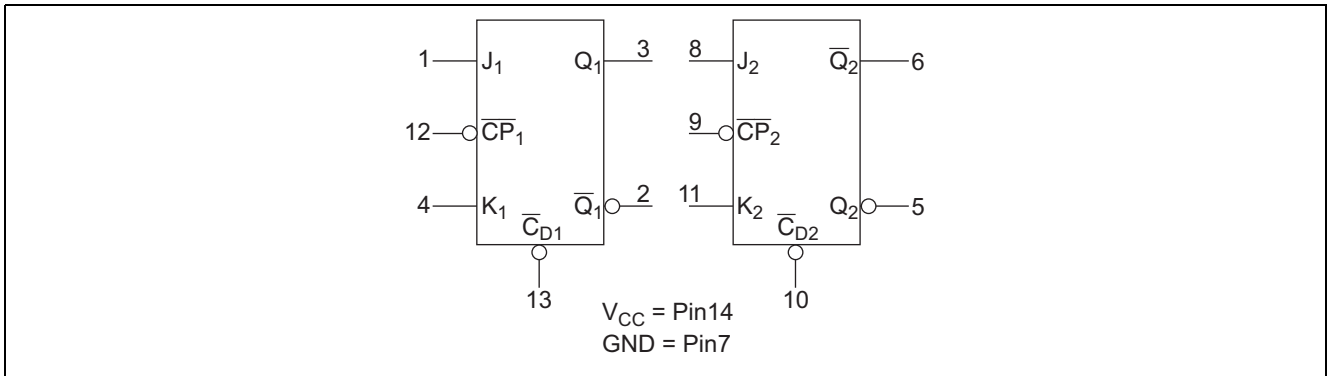 1 J₁ Q₁ 3 8 J₂ Q̅₂ 6
12 C̅P̅₁ 9 C̅P̅₂
4 K₁ Q̅₁ 2 11 K₂ Q₂ 5
C̅D1 C̅D2
13 10
VCC = Pin14
GND = Pin7